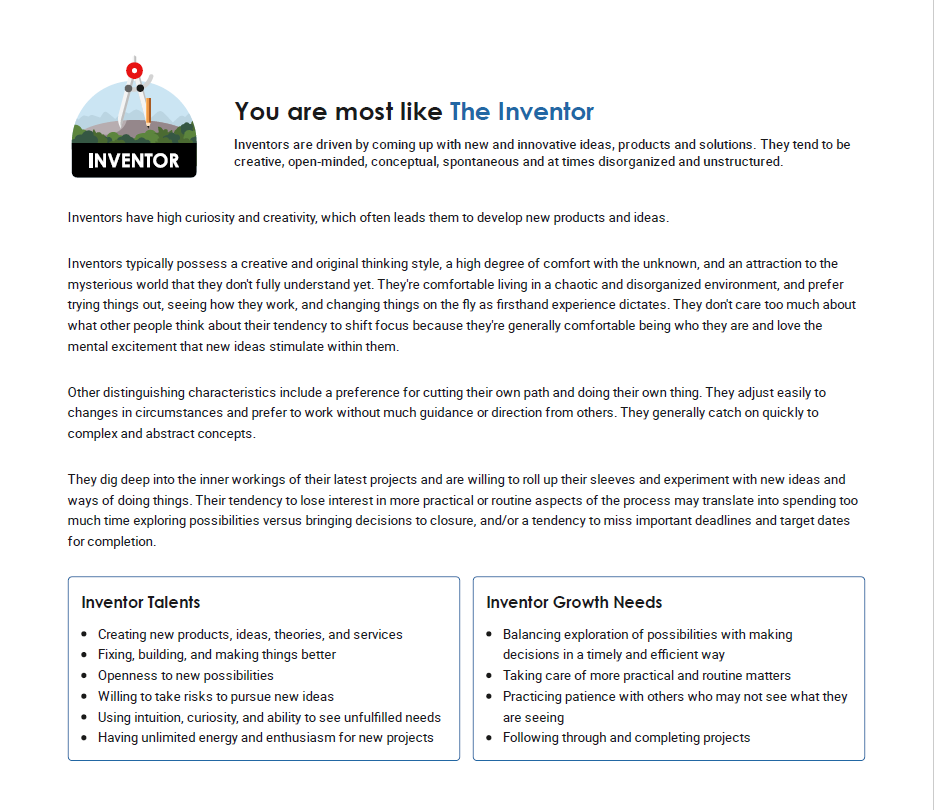 INVENTOR
You are most like The Inventor
Inventors are driven by coming up with new and innovative ideas, products and solutions. They tend to be
creative, open-minded, conceptual, spontaneous and at times disorganized and unstructured.
Inventors have high curiosity and creativity, which often leads them to develop new products and ideas.
Inventors typically possess a creative and original thinking style, a high degree of comfort with the unknown, and an attraction to the
mysterious world that they don't fully understand yet. They're comfortable living in a chaotic and disorganized environment, and prefer
trying things out, seeing how they work, and changing things on the fly as firsthand experience dictates. They don't care too much about
what other people think about their tendency to shift focus because they're generally comfortable being who they are and love the
mental excitement that new ideas stimulate within them.
Other distinguishing characteristics include a preference for cutting their own path and doing their own thing. They adjust easily to
changes in circumstances and prefer to work without much guidance or direction from others. They generally catch on quickly to
complex and abstract concepts.
They dig deep into the inner workings of their latest projects and are willing to roll up their sleeves and experiment with new ideas and
ways of doing things. Their tendency to lose interest in more practical or routine aspects of the process may translate into spending too
much time exploring possibilities versus bringing decisions to closure, and/or a tendency to miss important deadlines and target dates
for completion.
Inventor Talents
• Creating new products, ideas, theories, and services
• Fixing, building, and making things better
• Openness to new possibilities
• Willing to take risks to pursue new ideas
• Using intuition, curiosity, and ability to see unfulfilled needs
• Having unlimited energy and enthusiasm for new projects
Inventor Growth Needs
• Balancing exploration of possibilities with making
decisions in a timely and efficient way
• Taking care of more practical and routine matters
• Practicing patience with others who may not see what they
are seeing
• Following through and completing projects